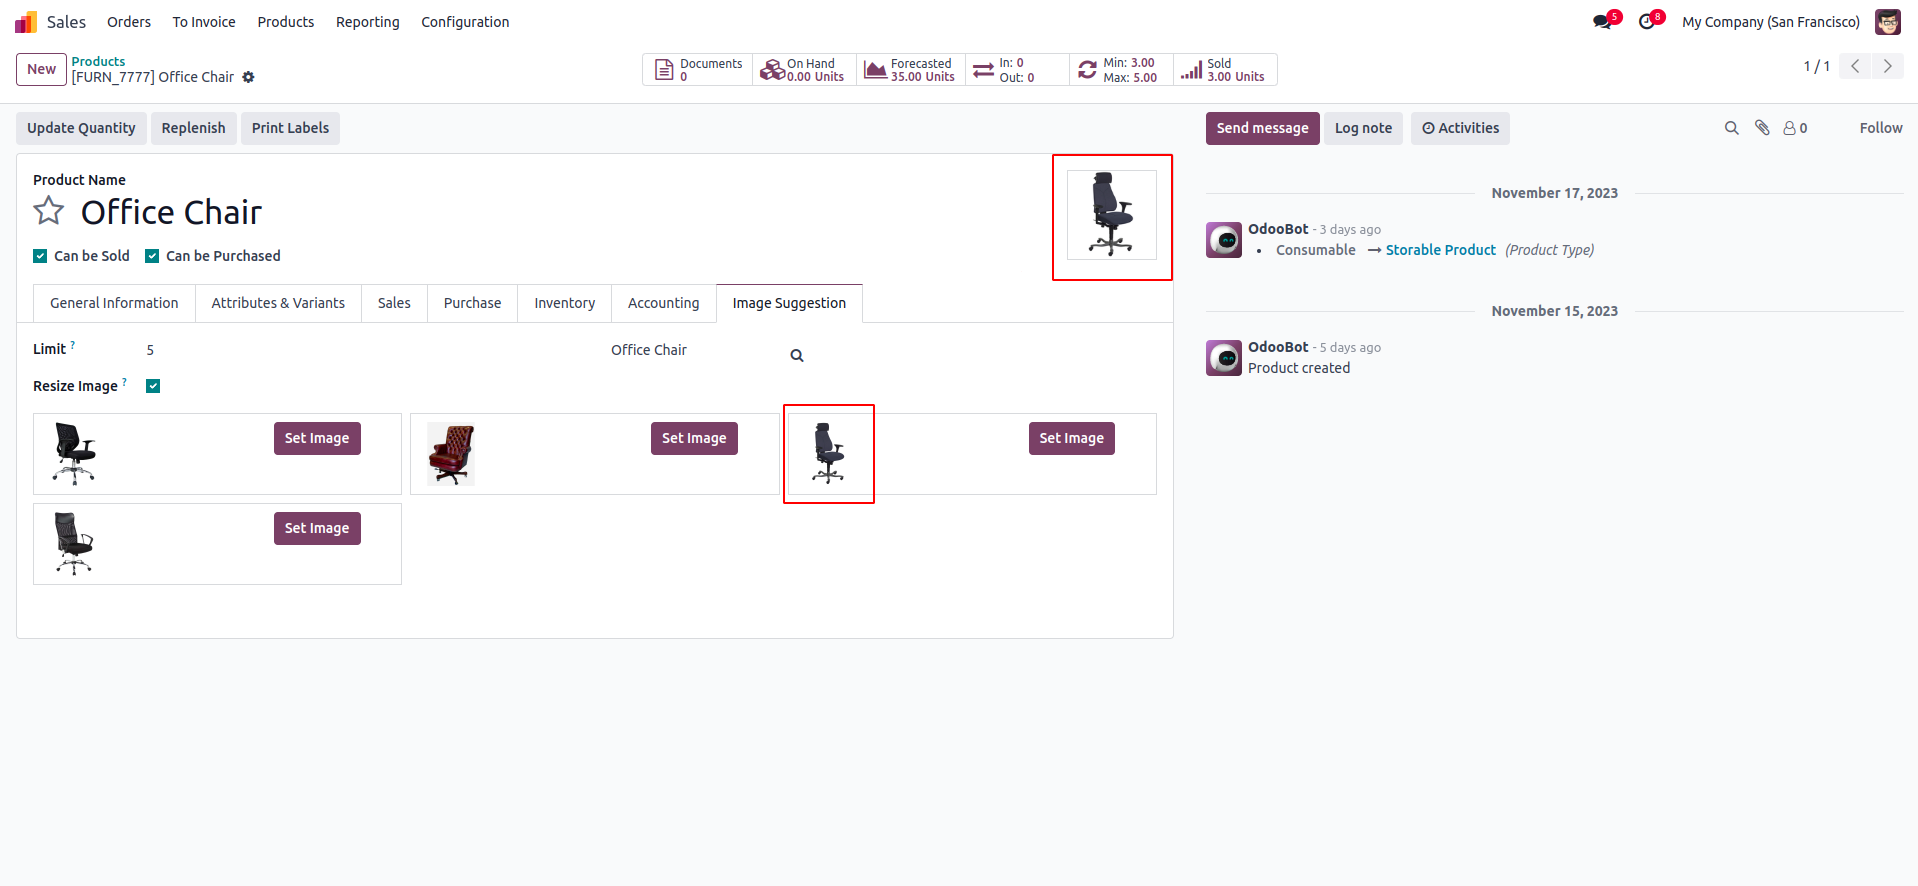 Sales Orders To Invoice Products Reporting Configuration 5 8 My Company (San Francisco)
New Products
[FURN_7777] Office Chair
Documents 0
On Hand 0.00 Units
Forecasted 35.00 Units
In: 0
Out: 0
Min: 3.00
Max: 5.00
Sold 3.00 Units
1 / 1
Update Quantity Replenish Print Labels
Send message Log note Activities 0 Follow
Product Name
Office Chair
Can be Sold Can be Purchased
General Information Attributes & Variants Sales Purchase Inventory Accounting Image Suggestion
Limit ? 5 Office Chair
Resize Image ?
Set Image Set Image Set Image
Set Image
November 17, 2023
OdooBot - 3 days ago
• Consumable → Storable Product (Product Type)
November 15, 2023
OdooBot - 5 days ago
Product created